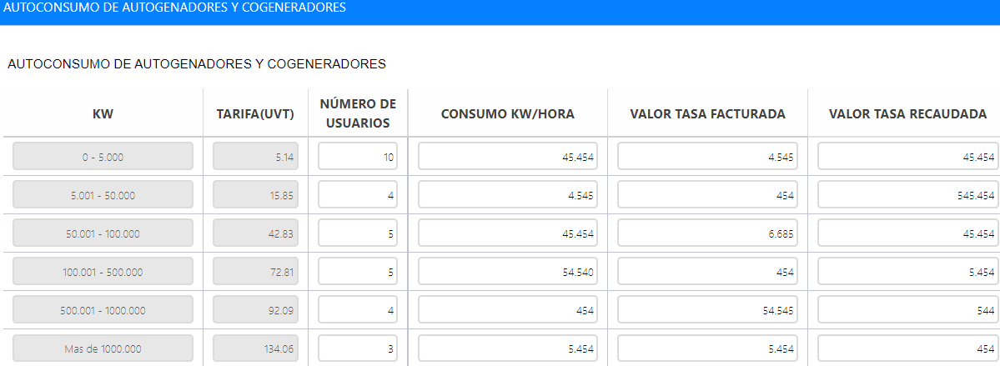 AUTOCONSUMO DE AUTOGENADORES Y COGENERADORES
AUTOCONSUMO DE AUTOGENADORES Y COGENERADORES
KW TARIFA(UVT) NÚMERO DE USUARIOS CONSUMO KW/HORA VALOR TASA FACTURADA VALOR TASA RECAUDADA
0 - 5.000 5.14 10 45.454 4.545 45.454
5.001 - 50.000 15.85 4 4.545 454 545.454
50.001 - 100.000 42.83 5 45.454 6.685 45.454
100.001 - 500.000 72.81 5 54.540 454 5.454
500.001 - 1000.000 92.09 4 454 54.545 544
Mas de 1000.000 134.06 3 5.454 5.454 454